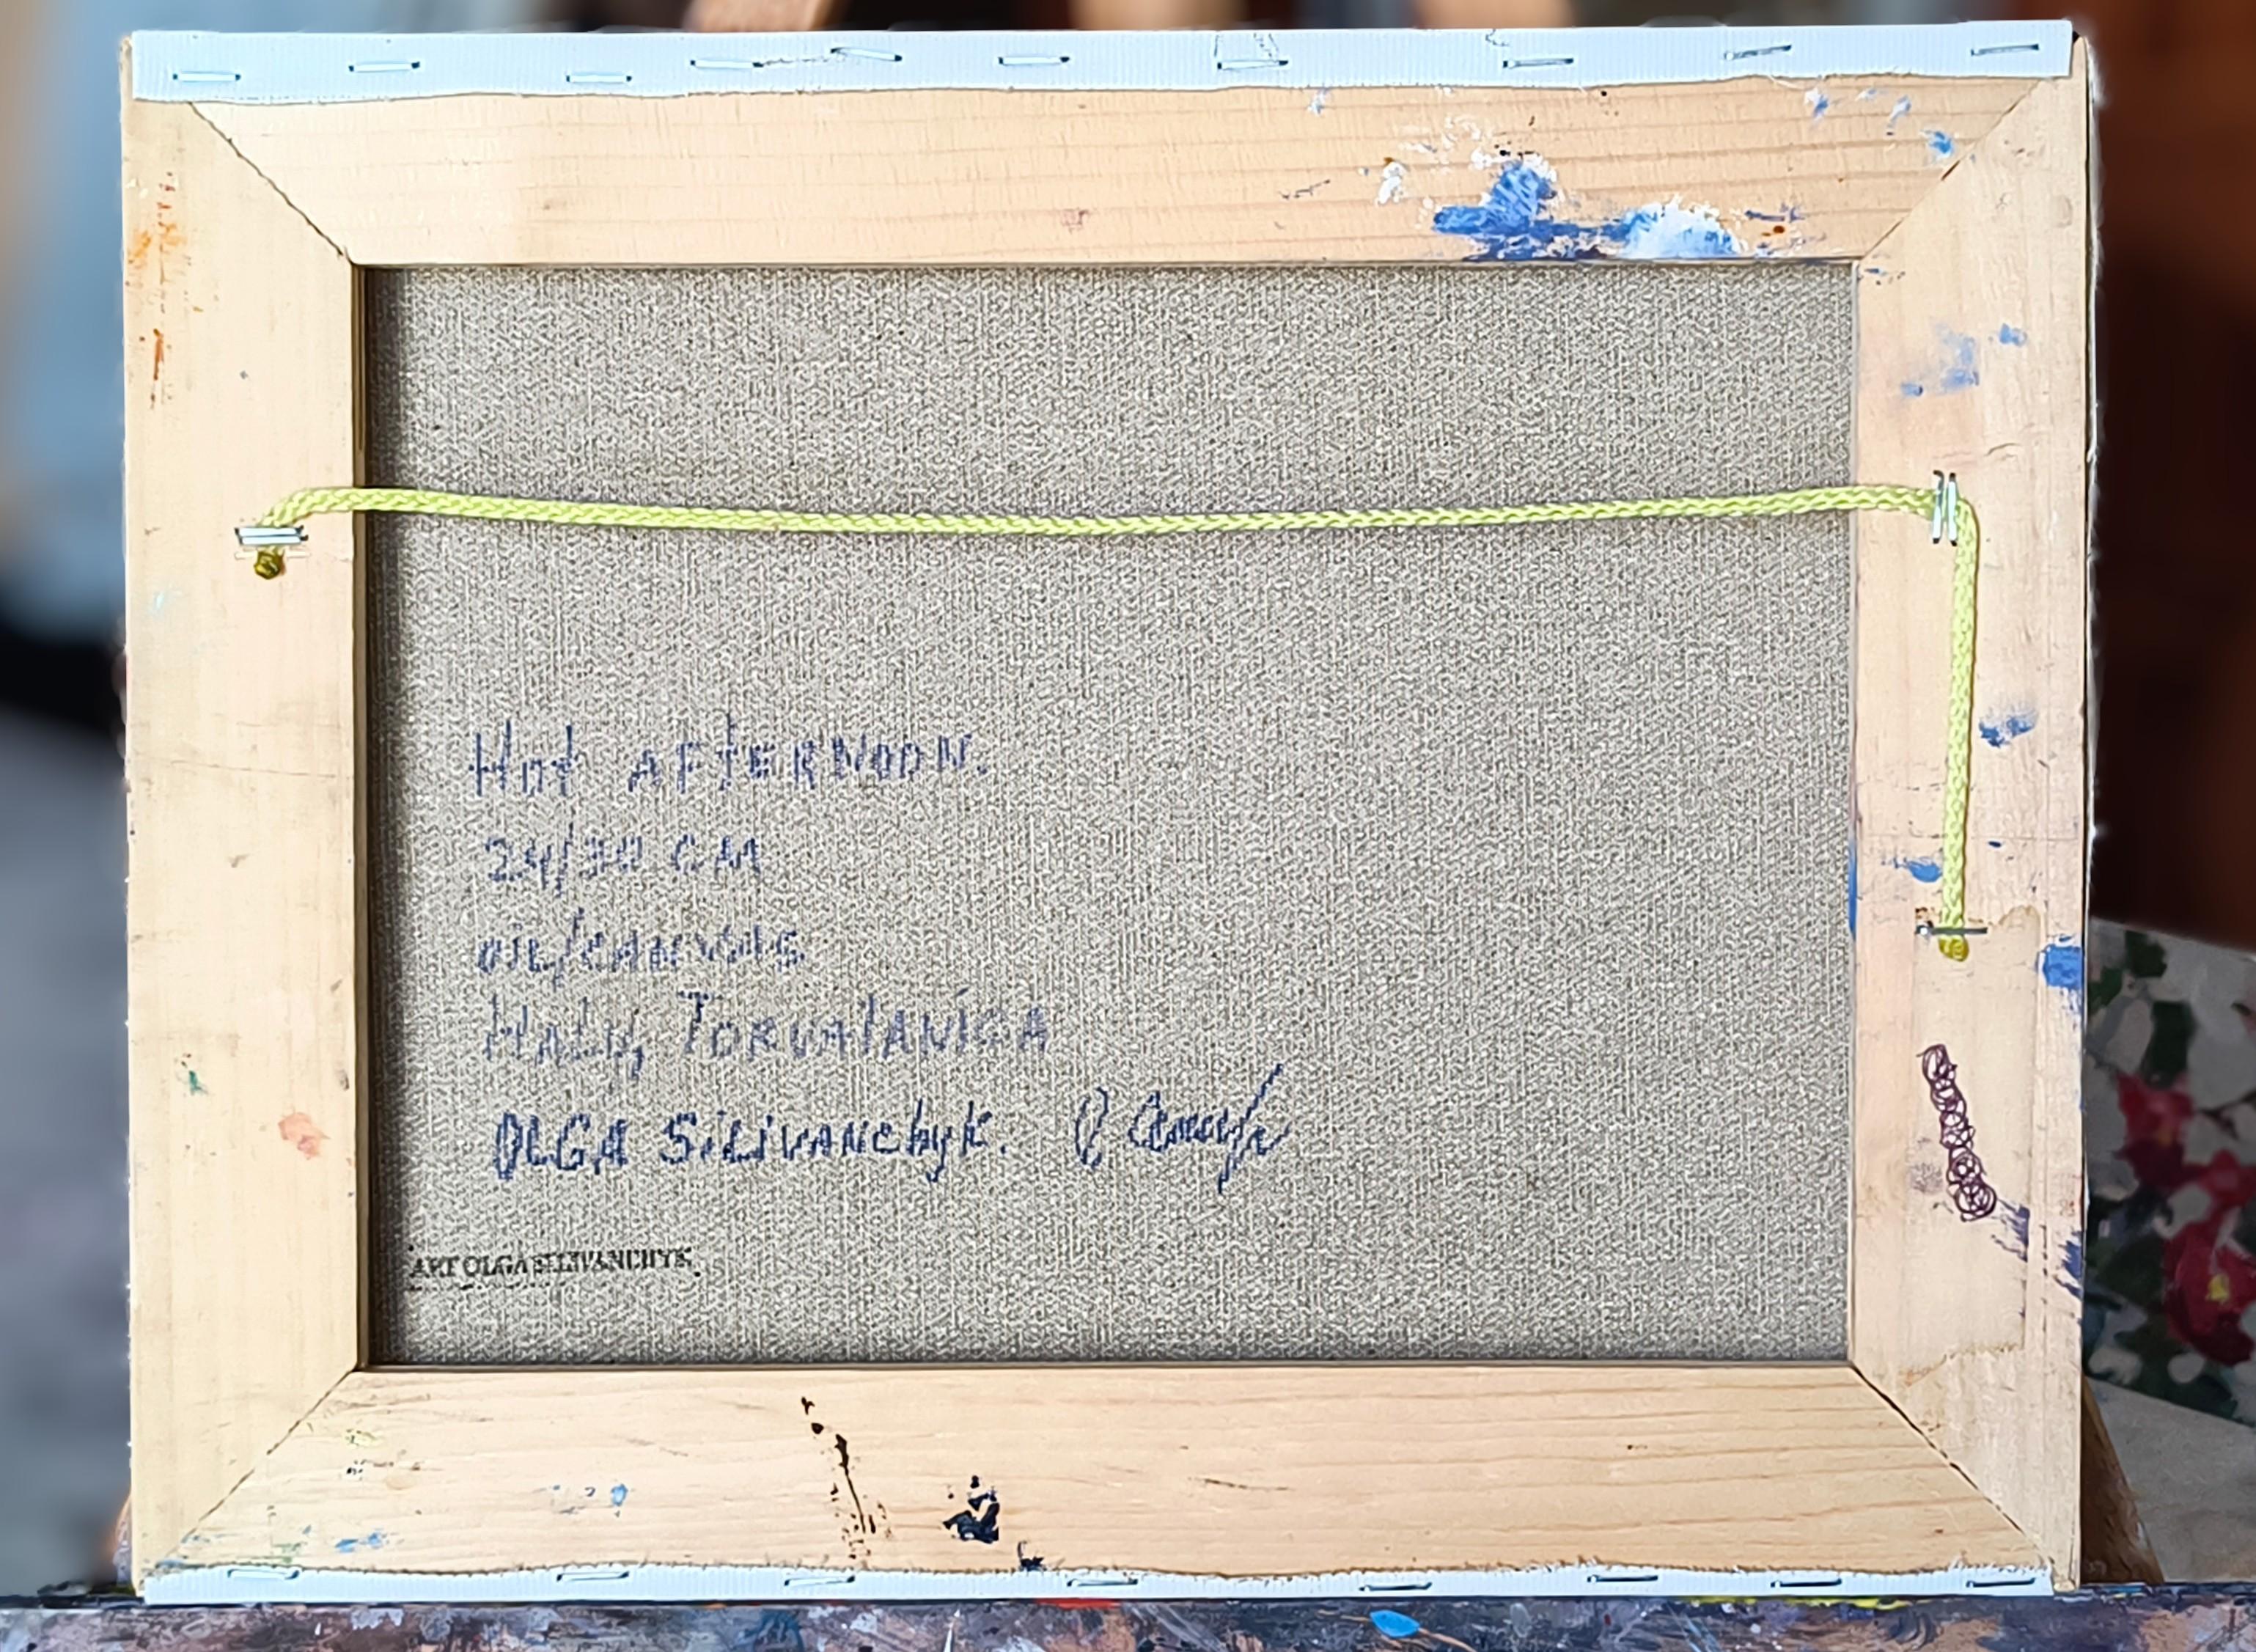 Hot AFtERNOON.
24/30 CM
OiL/CANVAS
ItALy, TORVAIANICA
OLGA SiLiVANchyk.
ART OLGA SILIVANCHYK